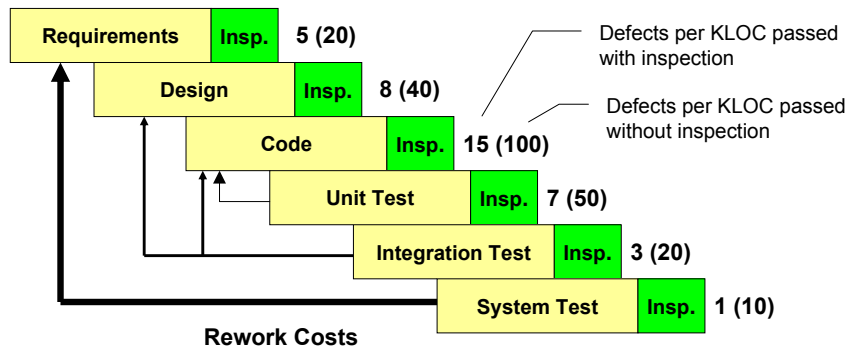 Requirements Insp. 5 (20)
Defects per KLOC passed
with inspection
Design Insp. 8 (40)
Defects per KLOC passed
without inspection
Code Insp. 15 (100)
Unit Test Insp. 7 (50)
Integration Test Insp. 3 (20)
System Test Insp. 1 (10)
Rework Costs